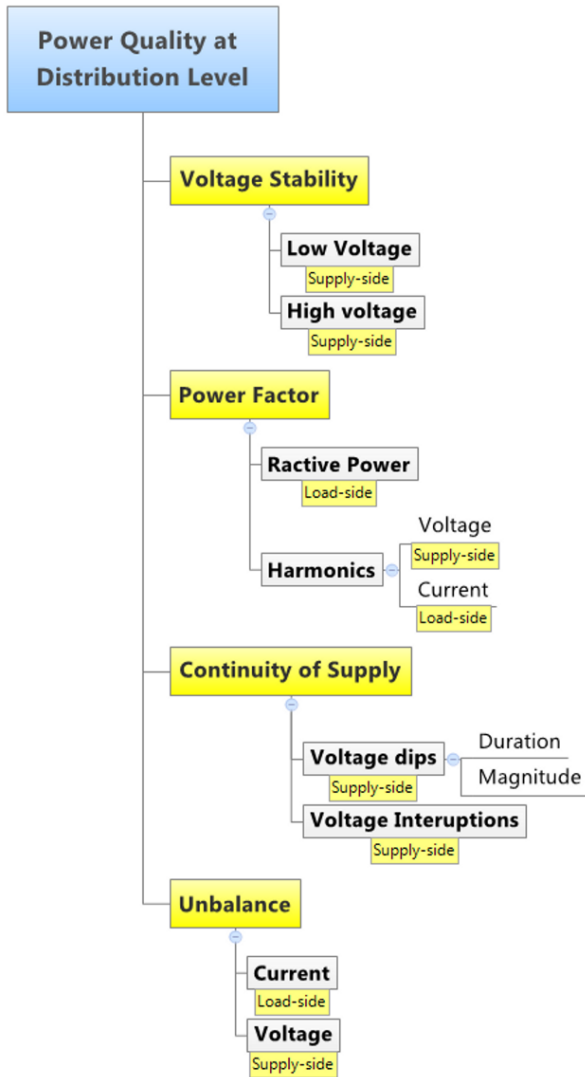 Power Quality at
Distribution Level
Voltage Stability
Low Voltage
Supply-side
High voltage
Supply-side
Power Factor
Ractive Power
Load-side
Harmonics
Voltage
Supply-side
Current
Load-side
Continuity of Supply
Voltage dips
Supply-side
Duration
Magnitude
Voltage Interuptions
Supply-side
Unbalance
Current
Load-side
Voltage
Supply-side